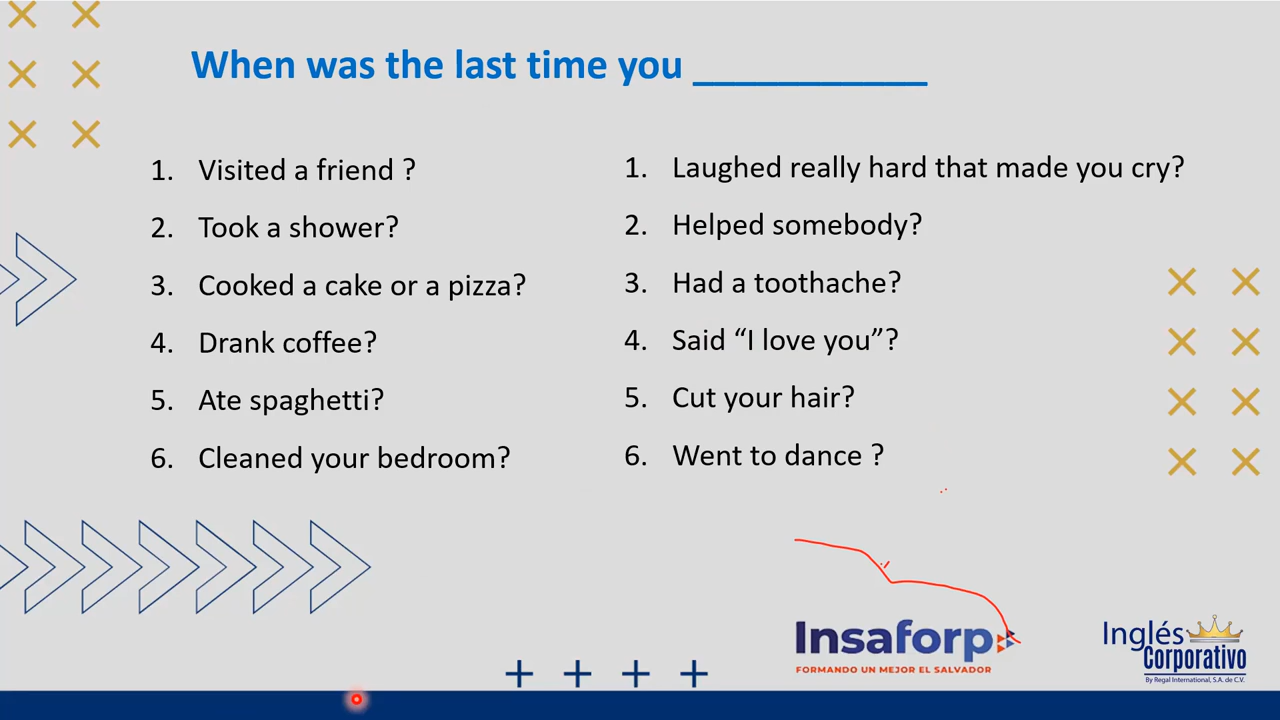 When was the last time you ___________
1. Visited a friend ?
2. Took a shower?
3. Cooked a cake or a pizza?
4. Drank coffee?
5. Ate spaghetti?
6. Cleaned your bedroom?
1. Laughed really hard that made you cry?
2. Helped somebody?
3. Had a toothache?
4. Said “I love you”?
5. Cut your hair?
6. Went to dance ?
Insaforp
FORMANDO UN MEJOR EL SALVADOR
Inglés
Corporativo
By Regal International, S.A. de C.V.